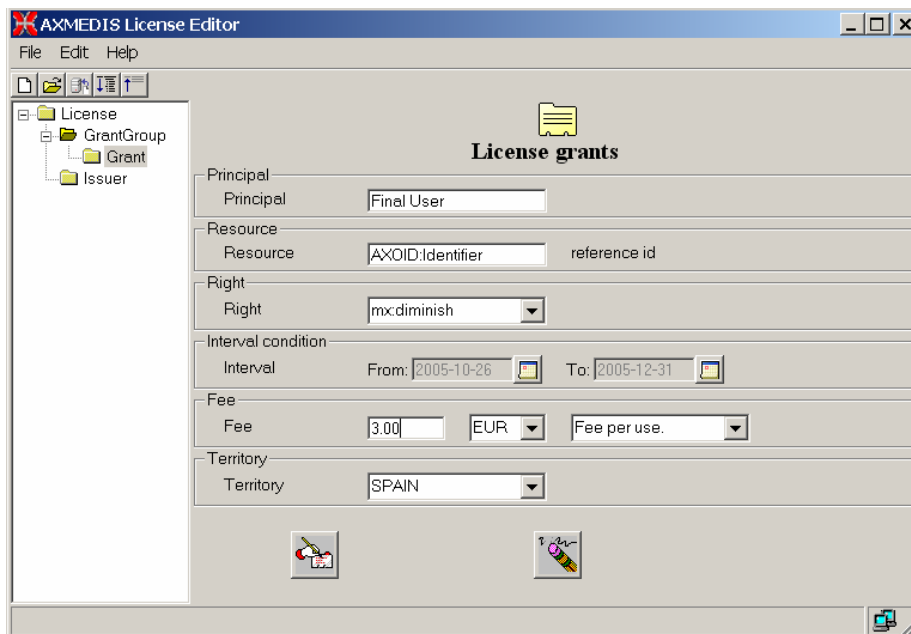 AXMEDIS License Editor
File Edit Help
License
GrantGroup
Grant
Issuer
License grants
Principal
Principal Final User
Resource
Resource AXOID:Identifier reference id
Right
Right mx:diminish
Interval condition
Interval From: 2005-10-26 To: 2005-12-31
Fee
Fee 3.00 EUR Fee per use.
Territory
Territory SPAIN